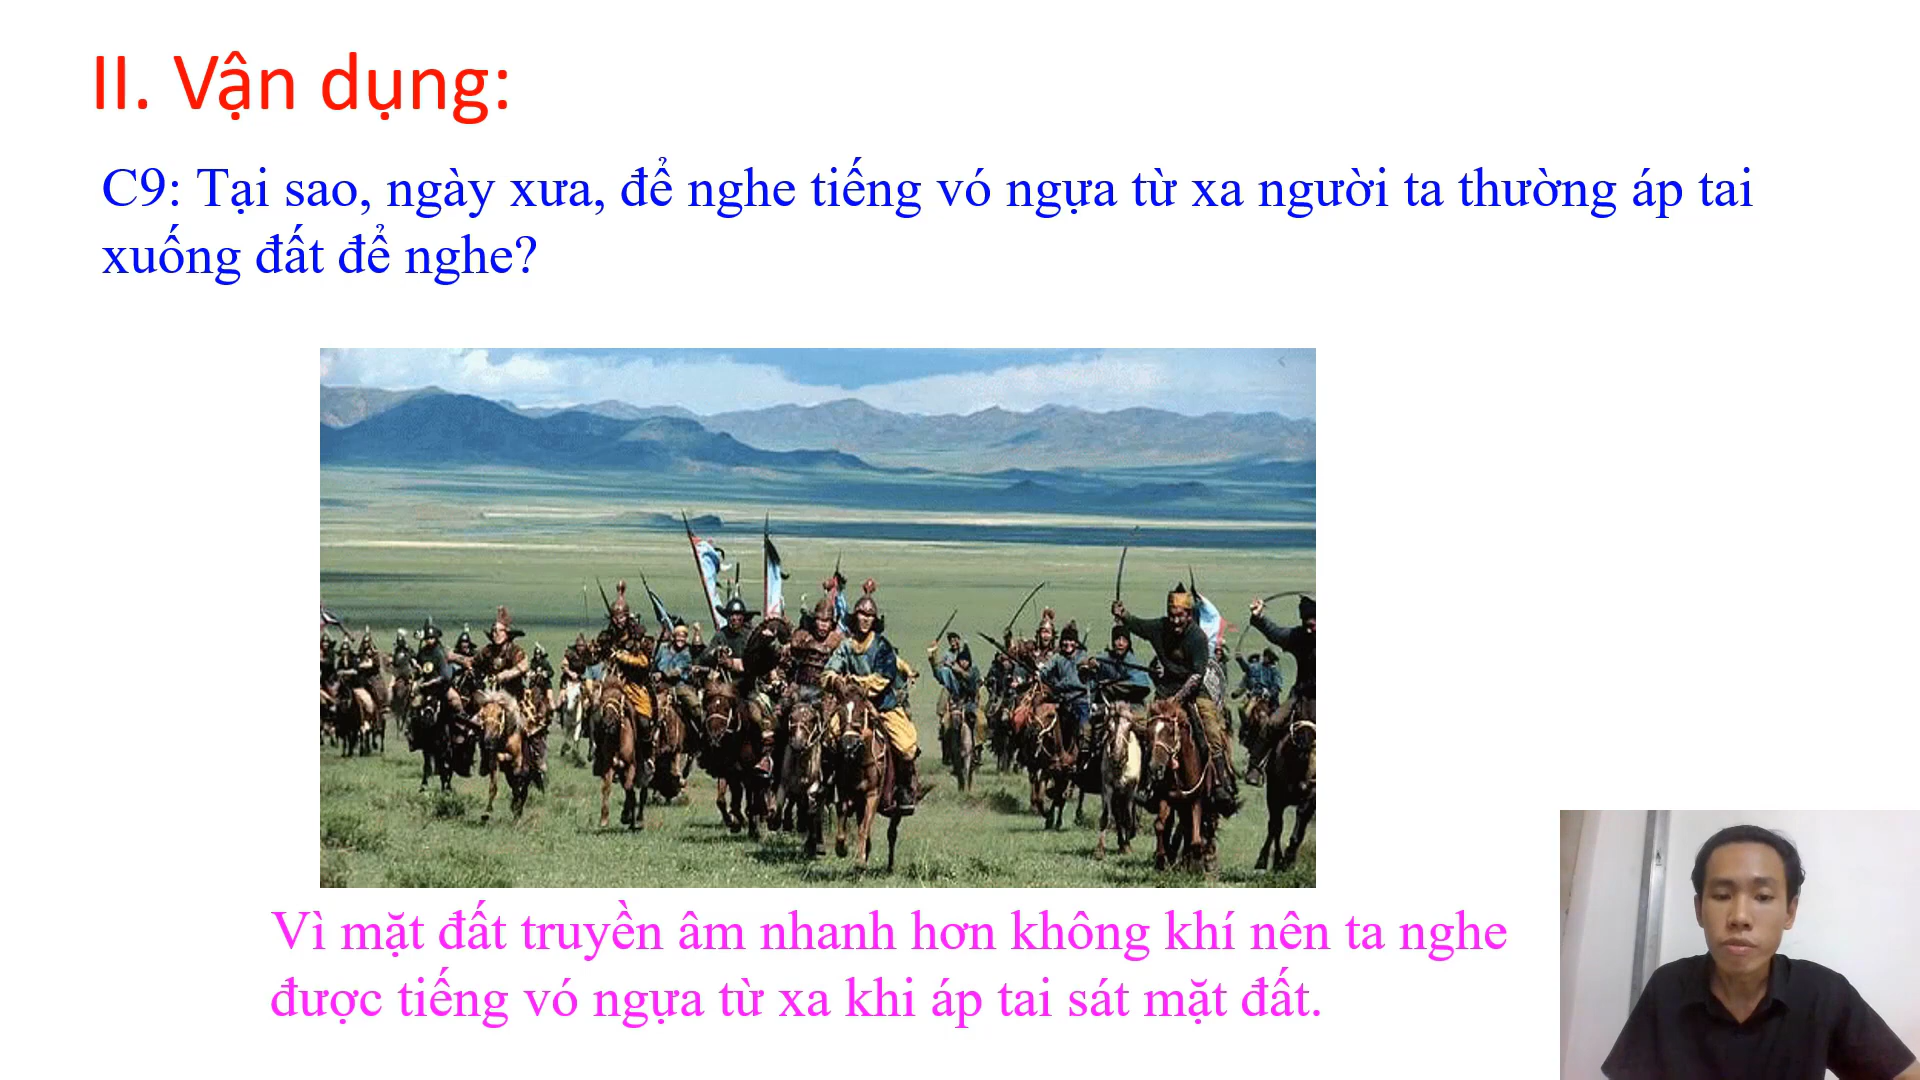 II. Vận dụng:
C9: Tại sao, ngày xưa, để nghe tiếng vó ngựa từ xa người ta thường áp tai
xuống đất để nghe?
Vì mặt đất truyền âm nhanh hơn không khí nên ta nghe
được tiếng vó ngựa từ xa khi áp tai sát mặt đất.